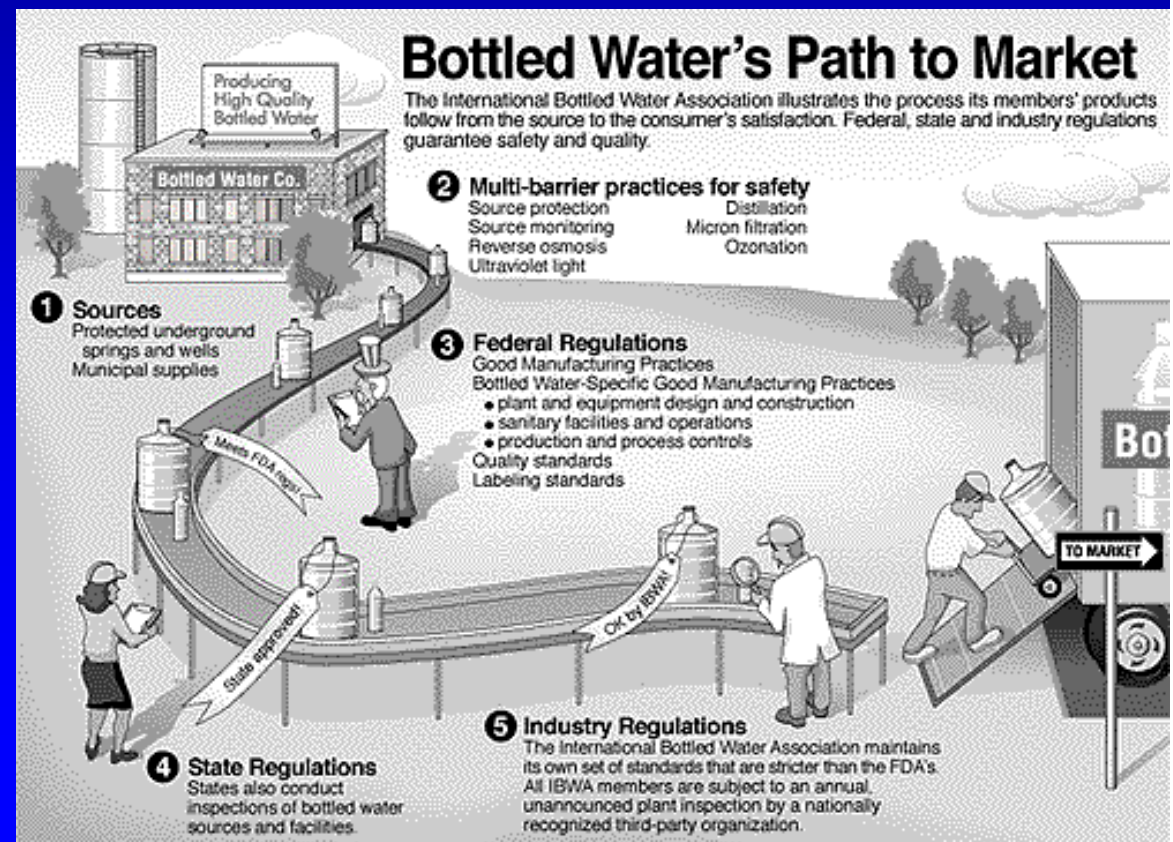 Bottled Water's Path to Market
The International Bottled Water Association illustrates the process its members' products
follow from the source to the consumer's satisfaction. Federal, state and industry regulations
guarantee safety and quality.
Producing
High Quality
Bottled Water
Bottled Water Co.
1 Sources
Protected underground
springs and wells
Municipal supplies
2 Multi-barrier practices for safety
Source protection
Source monitoring
Reverse osmosis
Ultraviolet light
Distillation
Micron filtration
Ozonation
3 Federal Regulations
Good Manufacturing Practices
Bottled Water-Specific Good Manufacturing Practices
• plant and equipment design and construction
• sanitary facilities and operations
• production and process controls
Quality standards
Labeling standards
Meets FDA regs!
State approved!
OK by IBWA!
Bot
TO MARKET
4 State Regulations
States also conduct
inspections of bottled water
sources and facilities.
5 Industry Regulations
The International Bottled Water Association maintains
its own set of standards that are stricter than the FDA's.
All IBWA members are subject to an annual,
unannounced plant inspection by a nationally
recognized third-party organization.